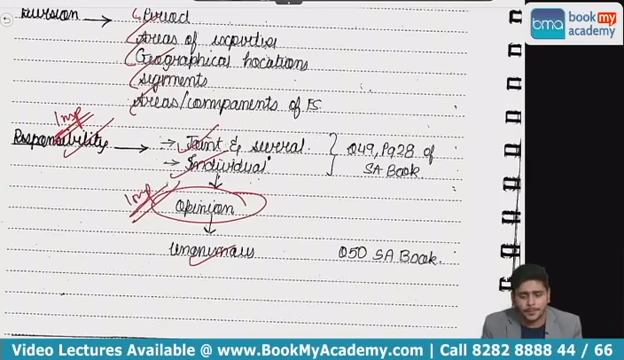 Division → Period
book my academy
bma
Areas of expertise
Geographical locations
segments
Areas/components of FS
Imp
Responsibility → → Joint & several
→ Individual
Q49, Pg28 of SA Book
Imp
Opinion
Unanimous
Q50 SA Book.
Video Lectures Available @ www.BookMyAcademy.com | Call 8282 8888 44 / 66